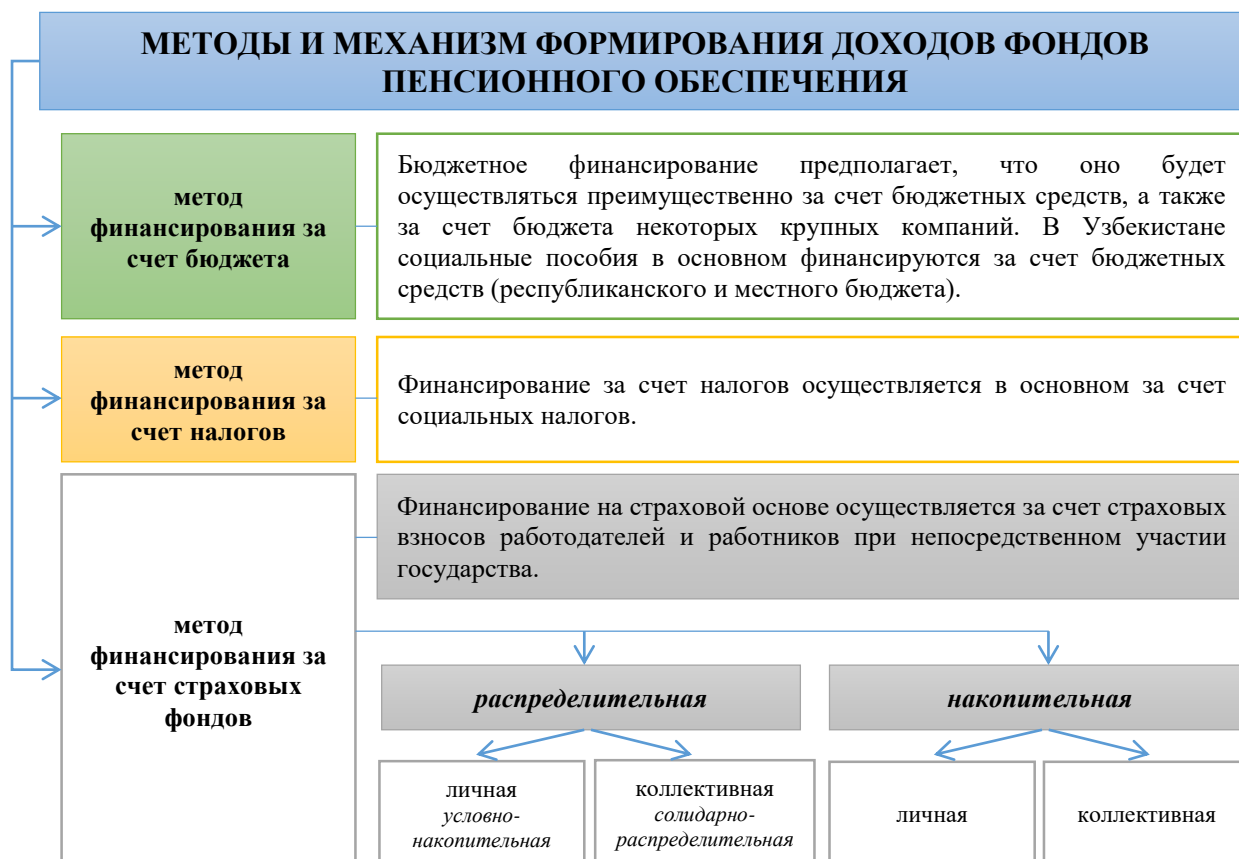 МЕТОДЫ И МЕХАНИЗМ ФОРМИРОВАНИЯ ДОХОДОВ ФОНДОВ
ПЕНСИОННОГО ОБЕСПЕЧЕНИЯ
метод
финансирования за
счет бюджета
Бюджетное финансирование предполагает, что оно будет
осуществляться преимущественно за счет бюджетных средств, а также
за счет бюджета некоторых крупных компаний. В Узбекистане
социальные пособия в основном финансируются за счет бюджетных
средств (республиканского и местного бюджета).
метод
финансирования за
счет налогов
Финансирование за счет налогов осуществляется в основном за счет
социальных налогов.
метод
финансирования за
счет страховых
фондов
Финансирование на страховой основе осуществляется за счет страховых
взносов работодателей и работников при непосредственном участии
государства.
распределительная
накопительная
личная
условно-
накопительная
коллективная
солидарно-
распределительная
личная
коллективная